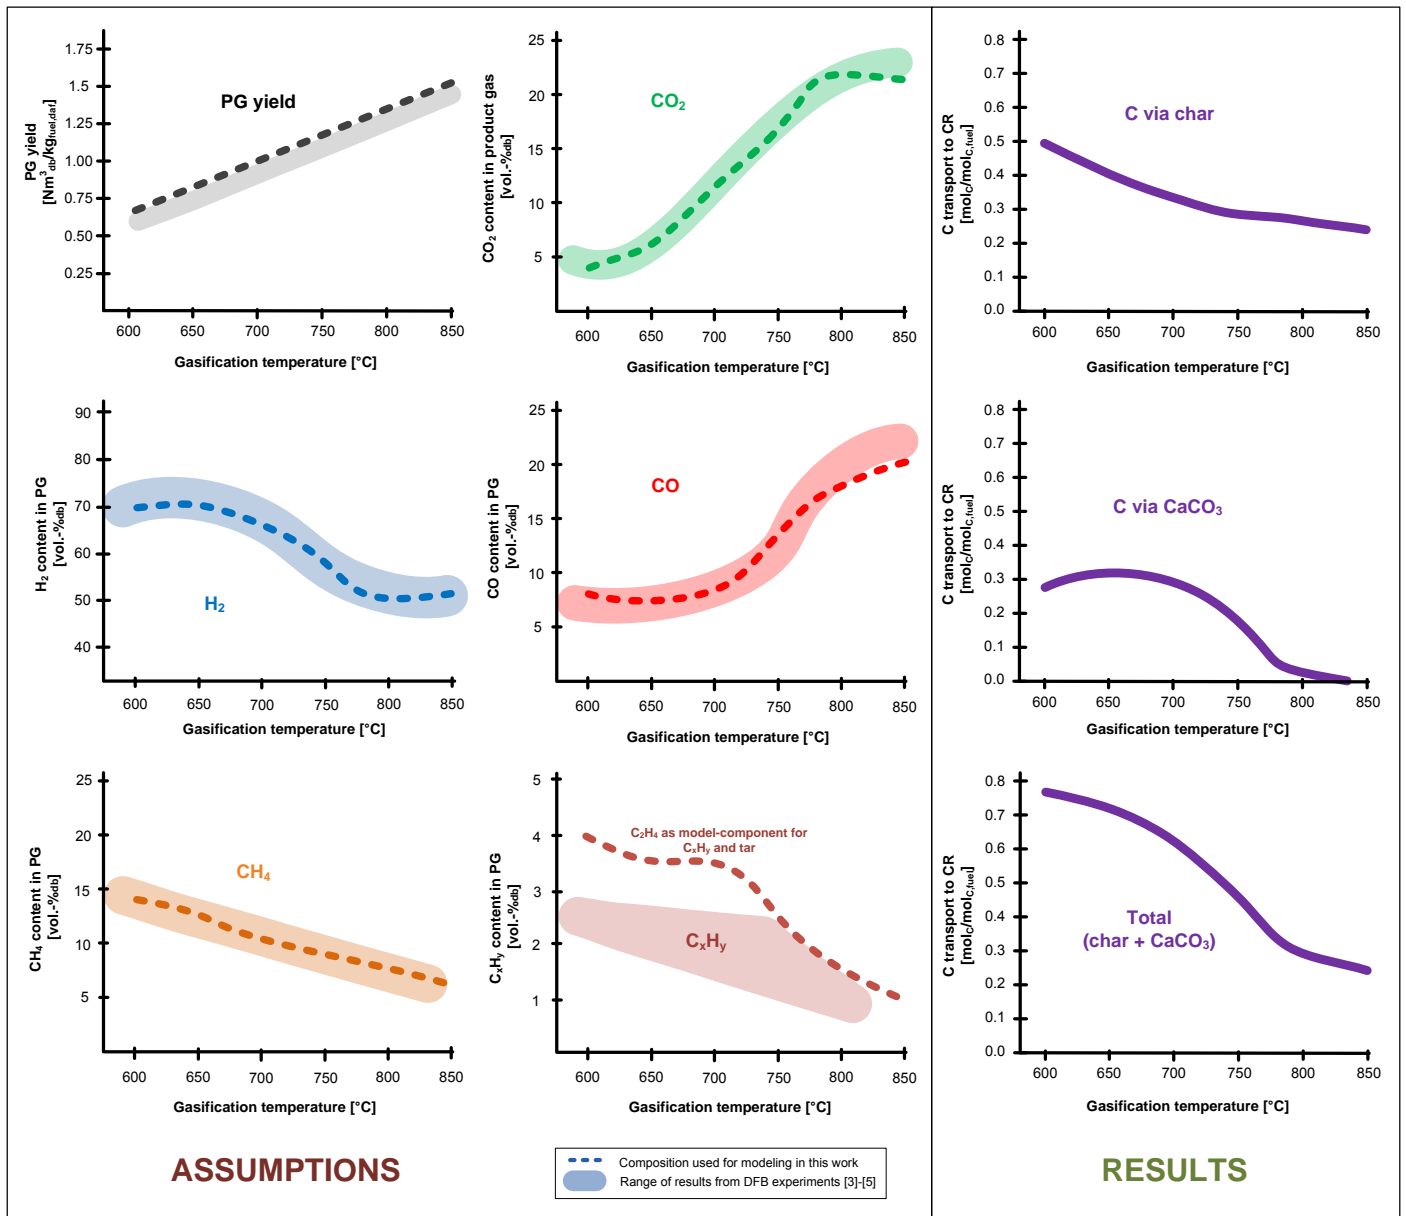 1.75
1.5
1.25
1.00
0.75
0.50
0.25
PG yield
[Nm³db/kgfuel,daf]
PG yield
600 650 700 750 800 850
Gasification temperature [°C]
25
20
15
10
5
CO₂ content in product gas
[vol.-%db]
CO₂
600 650 700 750 800 850
Gasification temperature [°C]
0.8
0.7
0.6
0.5
0.4
0.3
0.2
0.1
0.0
C transport to CR
[molC/molC,fuel]
C via char
600 650 700 750 800 850
Gasification temperature [°C]
90
80
70
60
50
40
H₂ content in PG
[vol.-%db]
H₂
600 650 700 750 800 850
Gasification temperature [°C]
25
20
15
10
5
CO content in PG
[vol.-%db]
CO
600 650 700 750 800 850
Gasification temperature [°C]
0.8
0.7
0.6
0.5
0.4
0.3
0.2
0.1
0.0
C transport to CR
[molC/molC,fuel]
C via CaCO₃
600 650 700 750 800 850
Gasification temperature [°C]
25
20
15
10
5
CH₄ content in PG
[vol.-%db]
CH₄
600 650 700 750 800 850
Gasification temperature [°C]
5
4
3
2
1
CxHy content in PG
[vol.-%db]
C₂H₄ as model-component for
CxHy and tar
CxHy
600 650 700 750 800 850
Gasification temperature [°C]
0.8
0.7
0.6
0.5
0.4
0.3
0.2
0.1
0.0
C transport to CR
[molC/molC,fuel]
Total
(char + CaCO₃)
600 650 700 750 800 850
Gasification temperature [°C]
ASSUMPTIONS
Composition used for modeling in this work
Range of results from DFB experiments [3]-[5]
RESULTS